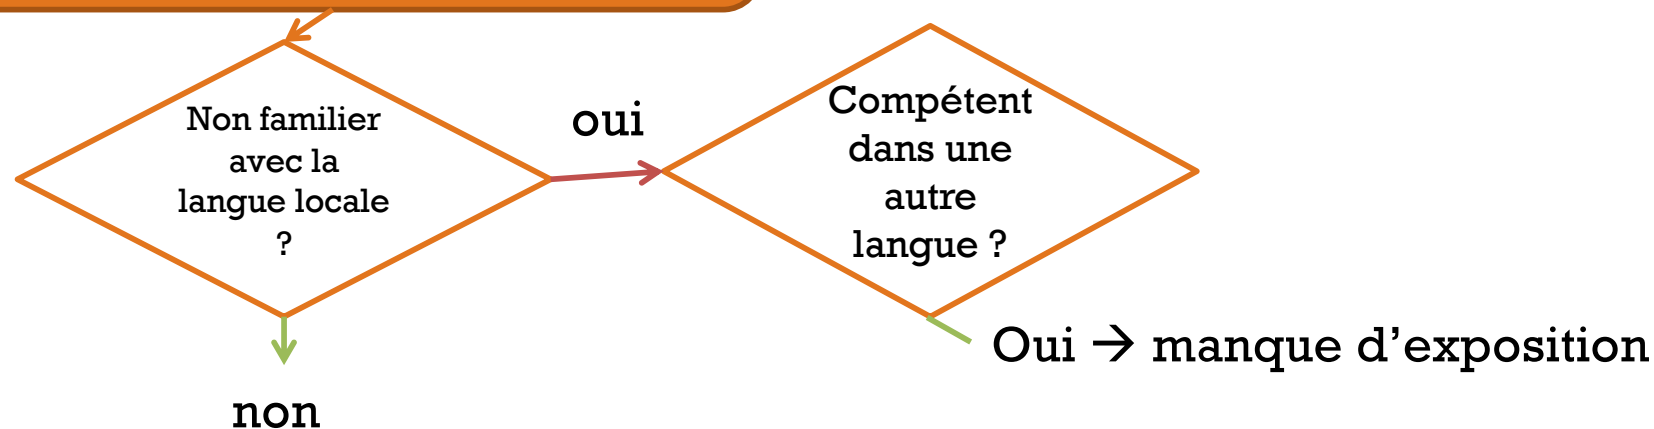 Non familier
avec la
langue locale
?
oui
Compétent
dans une
autre
langue ?
Oui → manque d’exposition
non